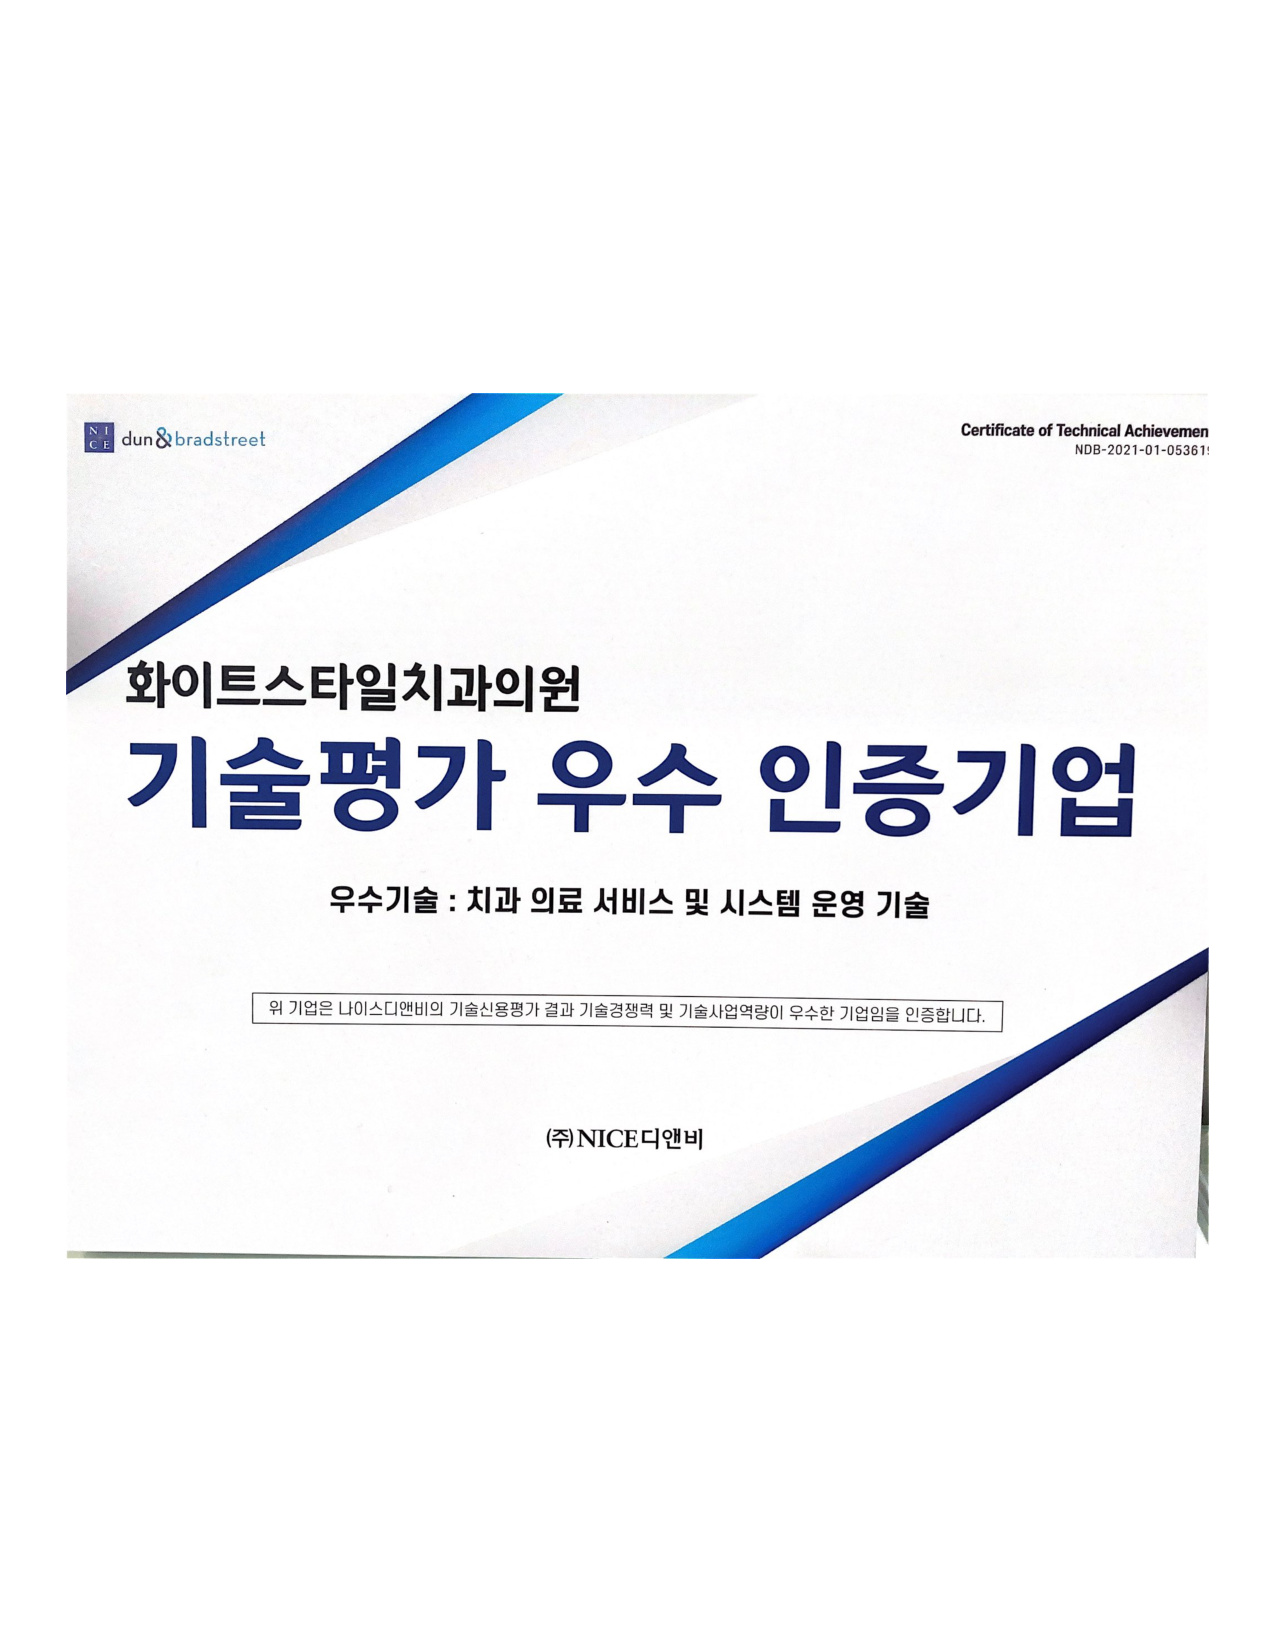 NICE dun&bradstreet
Certificate of Technical Achievemen
NDB-2021-01-05361
화이트스타일치과의원
기술평가 우수 인증기업
우수기술 : 치과 의료 서비스 및 시스템 운영 기술
위 기업은 나이스디앤비의 기술신용평가 결과 기술경쟁력 및 기술사업역량이 우수한 기업임을 인증합니다.
(주)NICE디앤비